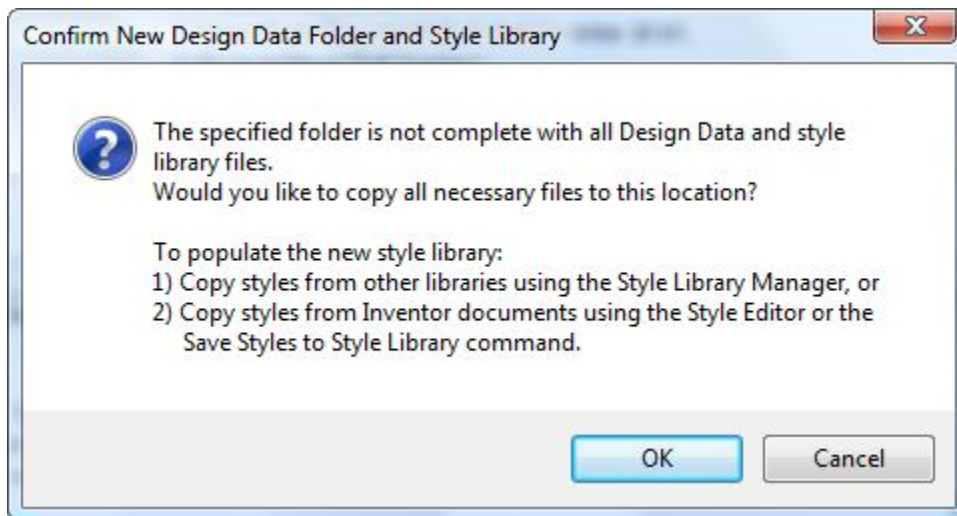 Confirm New Design Data Folder and Style Library
The specified folder is not complete with all Design Data and style
library files.
Would you like to copy all necessary files to this location?
To populate the new style library:
1) Copy styles from other libraries using the Style Library Manager, or
2) Copy styles from Inventor documents using the Style Editor or the
Save Styles to Style Library command.
OK
Cancel